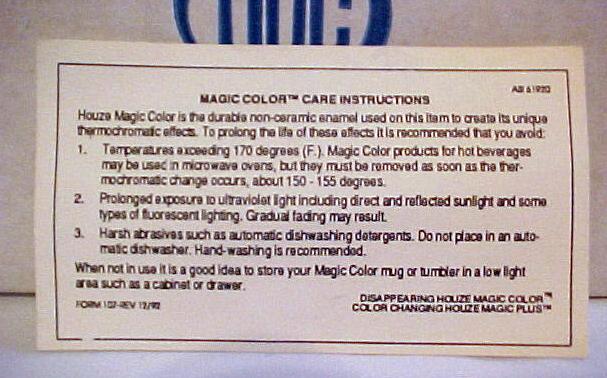 AB 61920
MAGIC COLOR™ CARE INSTRUCTIONS
Houze Magic Color is the durable non-ceramic enamel used on this item to create its unique
thermochromatic effects. To prolong the life of these effects it is recommended that you avoid:
1. Temperatures exceeding 170 degrees (F.). Magic Color products for hot beverages
may be used in microwave ovens, but they must be removed as soon as the ther-
mochromatic change occurs, about 150 - 155 degrees.
2. Prolonged exposure to ultraviolet light including direct and reflected sunlight and some
types of fluorescent lighting. Gradual fading may result.
3. Harsh abrasives such as automatic dishwashing detergents. Do not place in an auto-
matic dishwasher. Hand-washing is recommended.
When not in use it is a good idea to store your Magic Color mug or tumbler in a low light
area such as a cabinet or drawer.
FORM 107-REV 12/92
DISAPPEARING HOUZE MAGIC COLOR™
COLOR CHANGING HOUZE MAGIC PLUS™